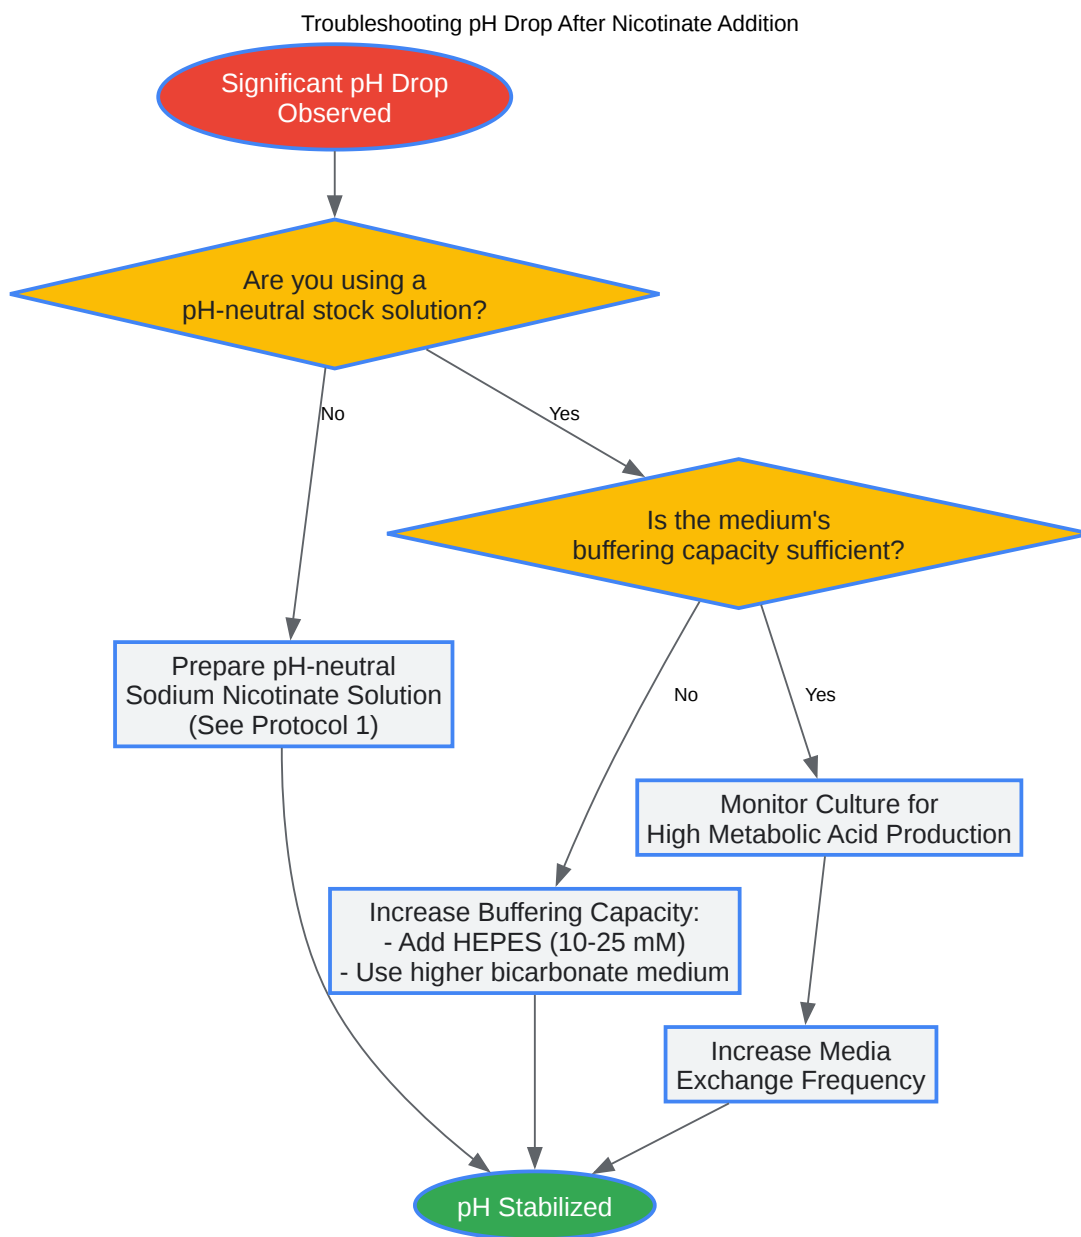 Troubleshooting pH Drop After Nicotinate Addition
Significant pH Drop
Observed
Are you using a
pH-neutral stock solution?
No
Yes
Is the medium's
buffering capacity sufficient?
Prepare pH-neutral
Sodium Nicotinate Solution
(See Protocol 1)
No
Yes
Monitor Culture for
High Metabolic Acid Production
Increase Buffering Capacity:
- Add HEPES (10-25 mM)
- Use higher bicarbonate medium
Increase Media
Exchange Frequency
pH Stabilized